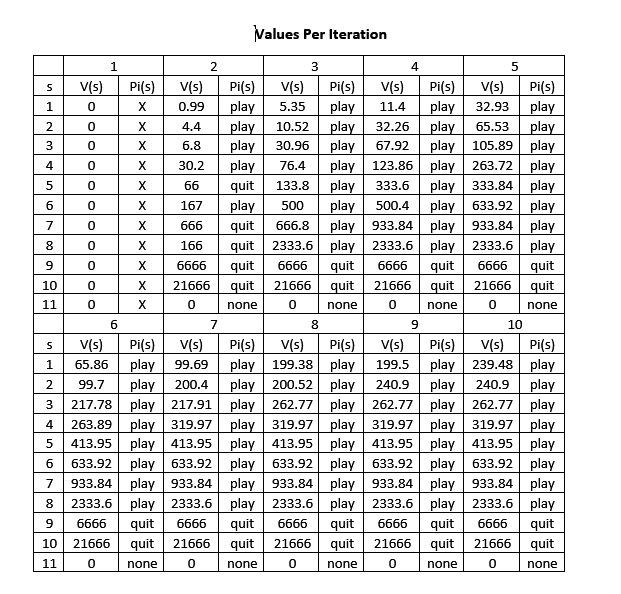 Values Per Iteration
1 2 3 4 5
s V(s) Pi(s) V(s) Pi(s) V(s) Pi(s) V(s) Pi(s) V(s) Pi(s)
1 0 X 0.99 play 5.35 play 11.4 play 32.93 play
2 0 X 4.4 play 10.52 play 32.26 play 65.53 play
3 0 X 6.8 play 30.96 play 67.92 play 105.89 play
4 0 X 30.2 play 76.4 play 123.86 play 263.72 play
5 0 X 66 quit 133.8 play 333.6 play 333.84 play
6 0 X 167 play 500 play 500.4 play 633.92 play
7 0 X 666 quit 666.8 play 933.84 play 933.84 play
8 0 X 166 quit 2333.6 play 2333.6 play 2333.6 play
9 0 X 6666 quit 6666 quit 6666 quit 6666 quit
10 0 X 21666 quit 21666 quit 21666 quit 21666 quit
11 0 X 0 none 0 none 0 none 0 none
6 7 8 9 10
s V(s) Pi(s) V(s) Pi(s) V(s) Pi(s) V(s) Pi(s) V(s) Pi(s)
1 65.86 play 99.69 play 199.38 play 199.5 play 239.48 play
2 99.7 play 200.4 play 200.52 play 240.9 play 240.9 play
3 217.78 play 217.91 play 262.77 play 262.77 play 262.77 play
4 263.89 play 319.97 play 319.97 play 319.97 play 319.97 play
5 413.95 play 413.95 play 413.95 play 413.95 play 413.95 play
6 633.92 play 633.92 play 633.92 play 633.92 play 633.92 play
7 933.84 play 933.84 play 933.84 play 933.84 play 933.84 play
8 2333.6 play 2333.6 play 2333.6 play 2333.6 play 2333.6 play
9 6666 quit 6666 quit 6666 quit 6666 quit 6666 quit
10 21666 quit 21666 quit 21666 quit 21666 quit 21666 quit
11 0 none 0 none 0 none 0 none 0 none